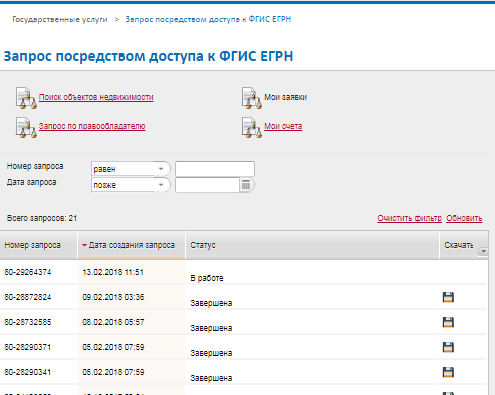 Государственные услуги > Запрос посредством доступа к ФГИС ЕГРН
Запрос посредством доступа к ФГИС ЕГРН
Поиск объектов недвижимости Мои заявки
Запрос по правообладателю Мои счета
Номер запроса равен
Дата запроса позже
Всего запросов: 21 Очистить фильтр Обновить
Номер запроса Дата создания запроса Статус Скачать
80-29264374 13.02.2018 11:51 В работе
80-28872824 09.02.2018 03:36 Завершена
80-28732585 08.02.2018 05:57 Завершена
80-28290371 05.02.2018 07:59 Завершена
80-28290341 05.02.2018 07:59 Завершена